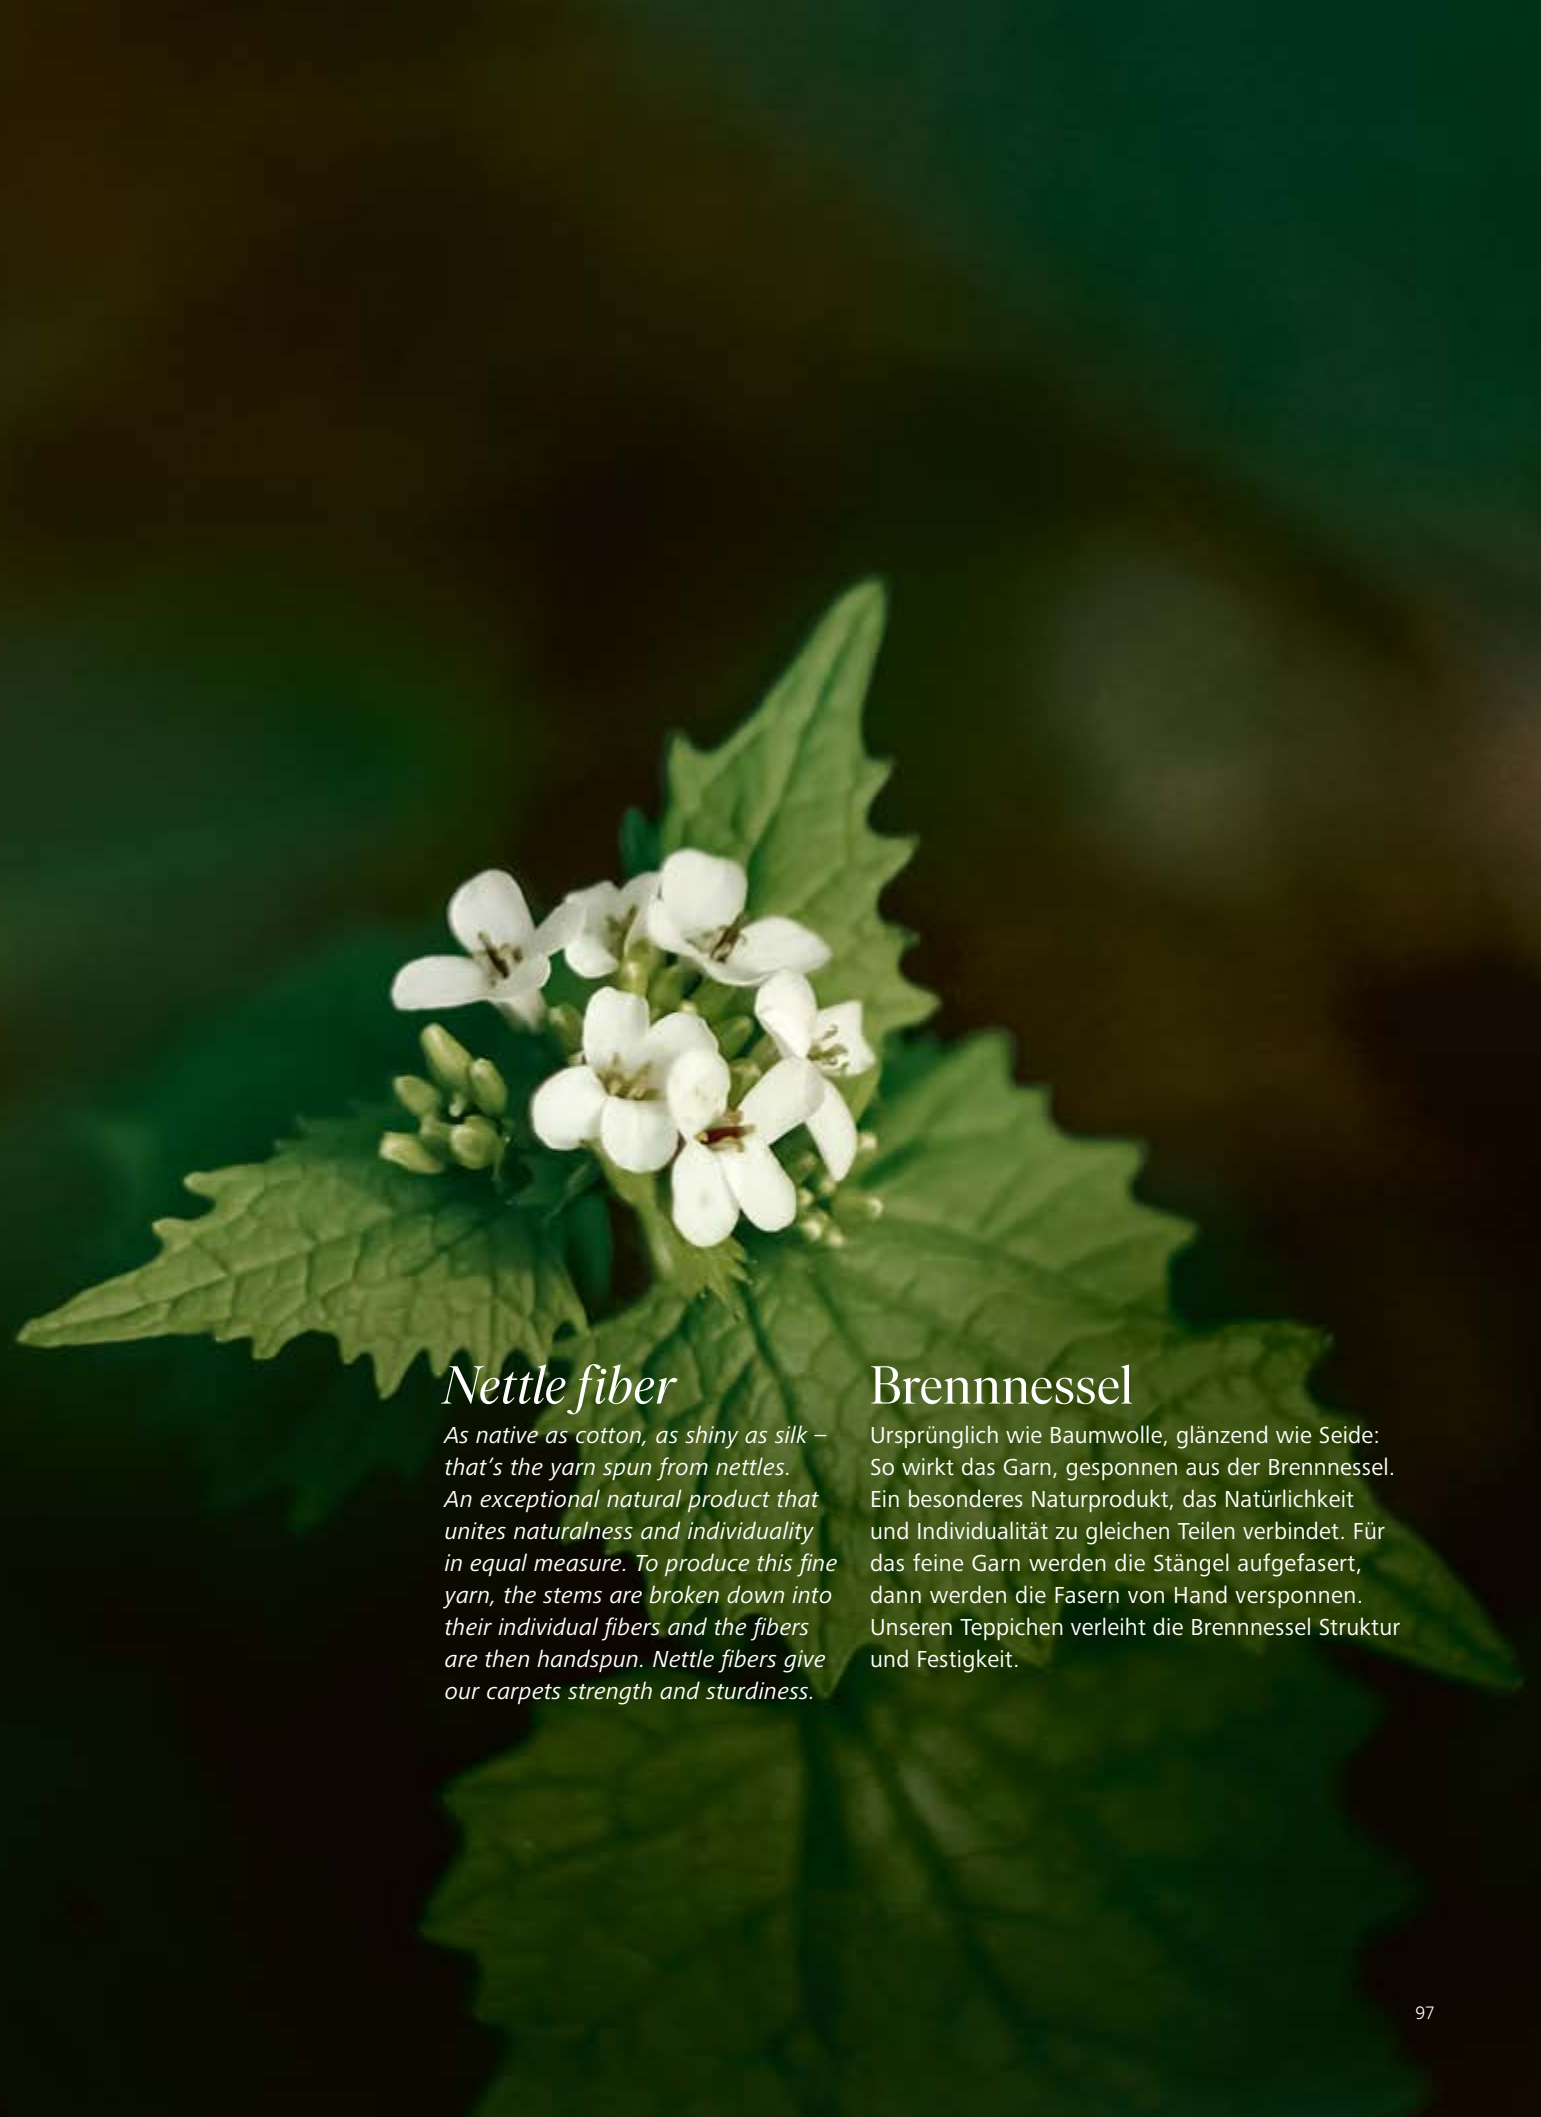 Nettle fiber
As native as cotton, as shiny as silk –
that's the yarn spun from nettles.
An exceptional natural product that
unites naturalness and individuality
in equal measure. To produce this fine
yarn, the stems are broken down into
their individual fibers and the fibers
are then handspun. Nettle fibers give
our carpets strength and sturdiness.
Brennnessel
Ursprünglich wie Baumwolle, glänzend wie Seide:
So wirkt das Garn, gesponnen aus der Brennnessel.
Ein besonderes Naturprodukt, das Natürlichkeit
und Individualität zu gleichen Teilen verbindet. Für
das feine Garn werden die Stängel aufgefasert,
dann werden die Fasern von Hand versponnen.
Unseren Teppichen verleiht die Brennnessel Struktur
und Festigkeit.
97